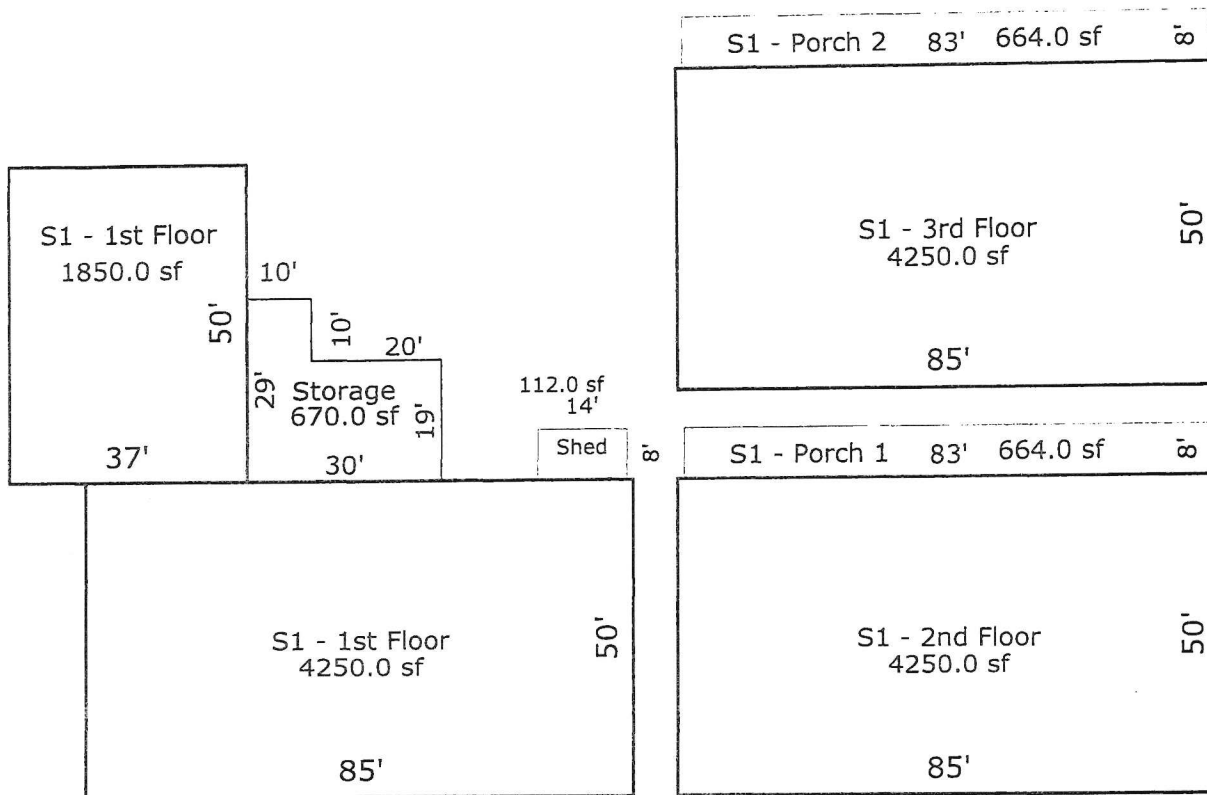 S1 - Porch 2 83' 664.0 sf 8'
S1 - 1st Floor
1850.0 sf
50'
37'
10'
10'
20'
29'
Storage
670.0 sf
19'
30'
112.0 sf
14'
Shed
8'
S1 - 3rd Floor
4250.0 sf
50'
85'
S1 - Porch 1 83' 664.0 sf 8'
S1 - 1st Floor
4250.0 sf
50'
85'
S1 - 2nd Floor
4250.0 sf
50'
85'